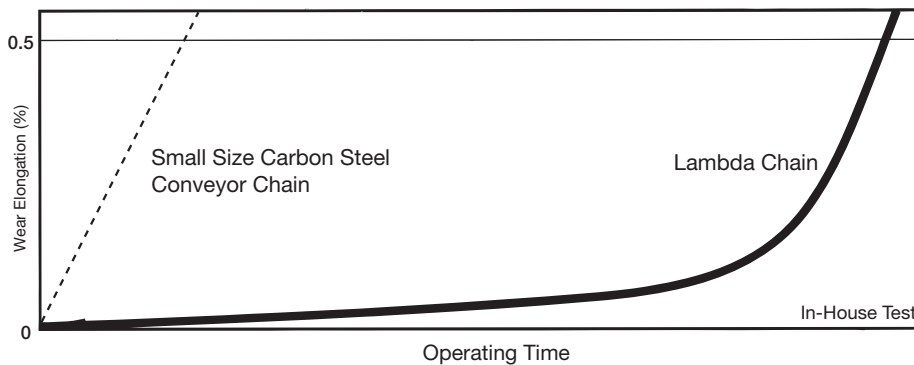 0.5
Wear Elongation (%)
Small Size Carbon Steel
Conveyor Chain
Lambda Chain
In-House Test
0
Operating Time